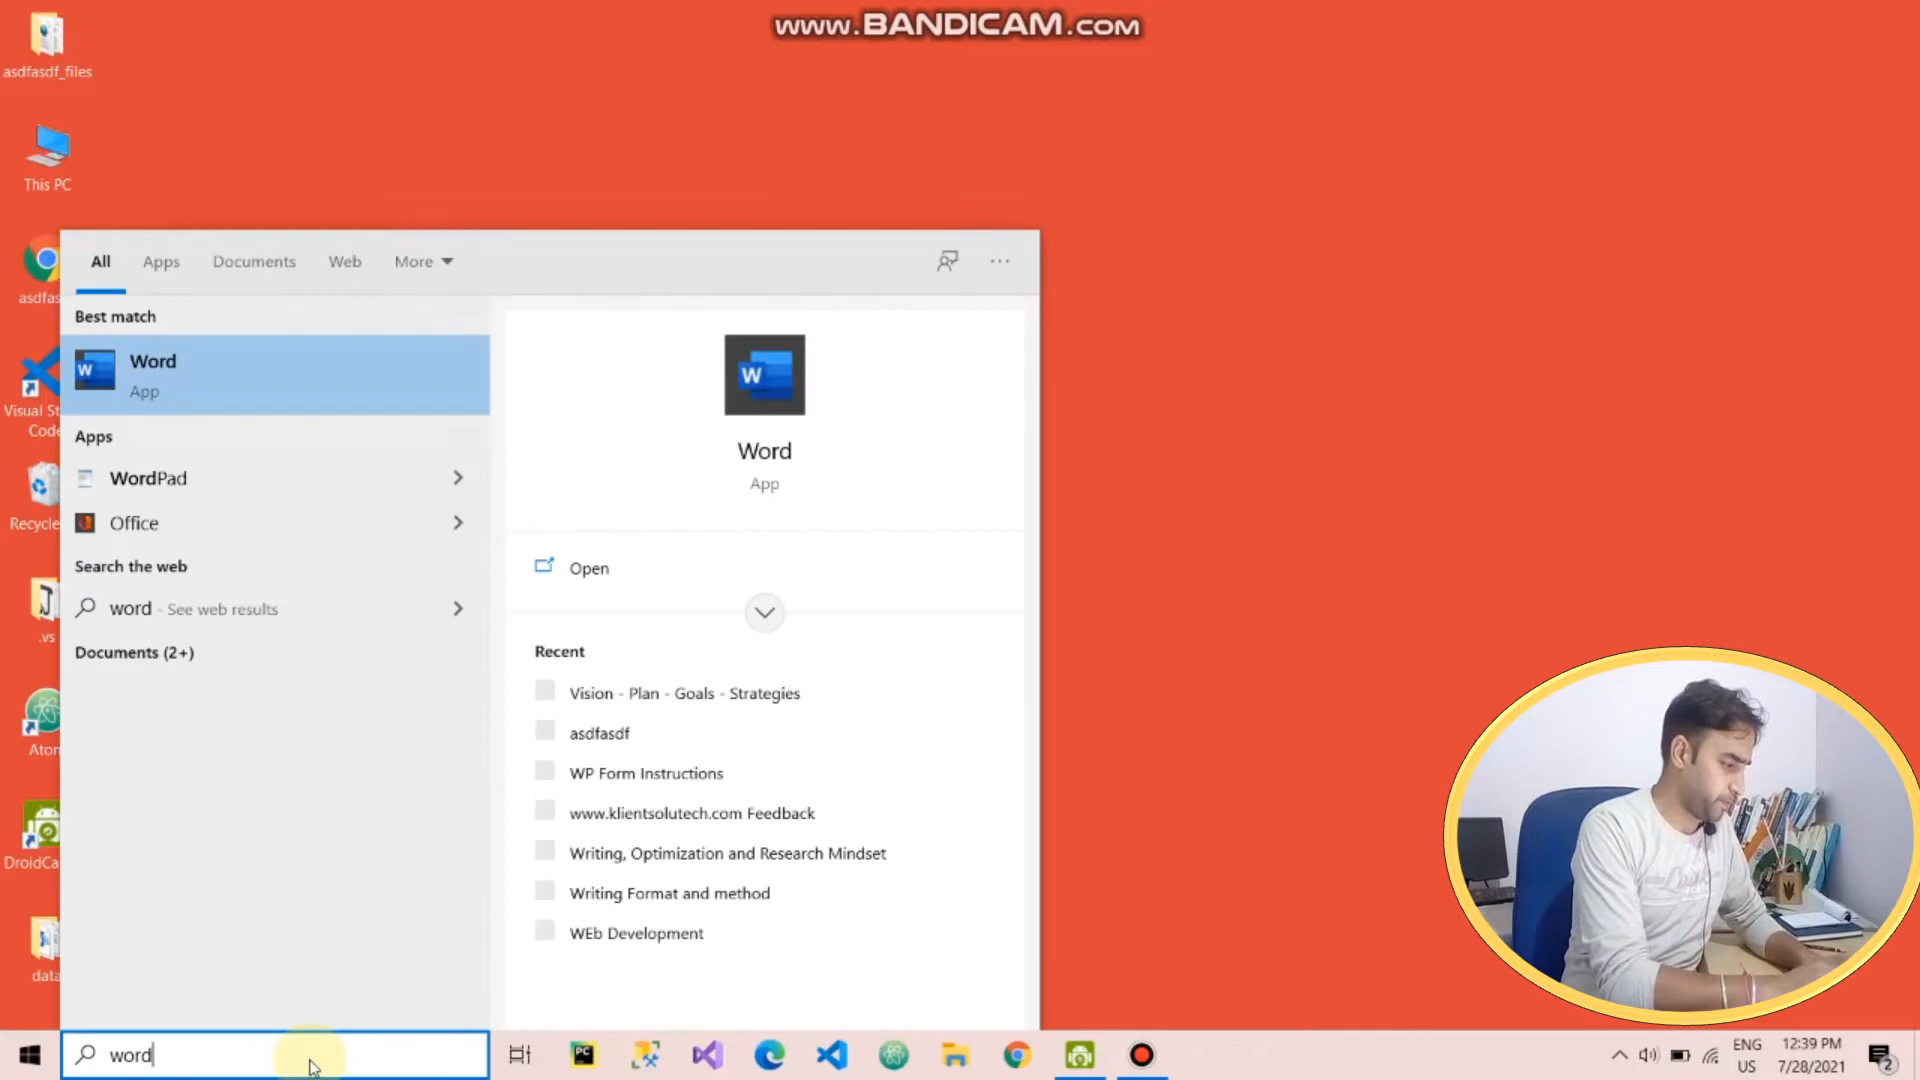 www.BANDICAM.com
asdfasdf_files
This PC
asdfas
Visual St
Code
Recycle
.vs
Aton
DroidCa
data
All Apps Documents Web More
Best match
Word
App
Apps
WordPad
Office
Search the web
word - See web results
Documents (2+)
Word
App
Open
Recent
Vision - Plan - Goals - Strategies
asdfasdf
WP Form Instructions
www.klientsolutech.com Feedback
Writing, Optimization and Research Mindset
Writing Format and method
WEb Development
word
PC
ENG
US
12:39 PM
7/28/2021
2